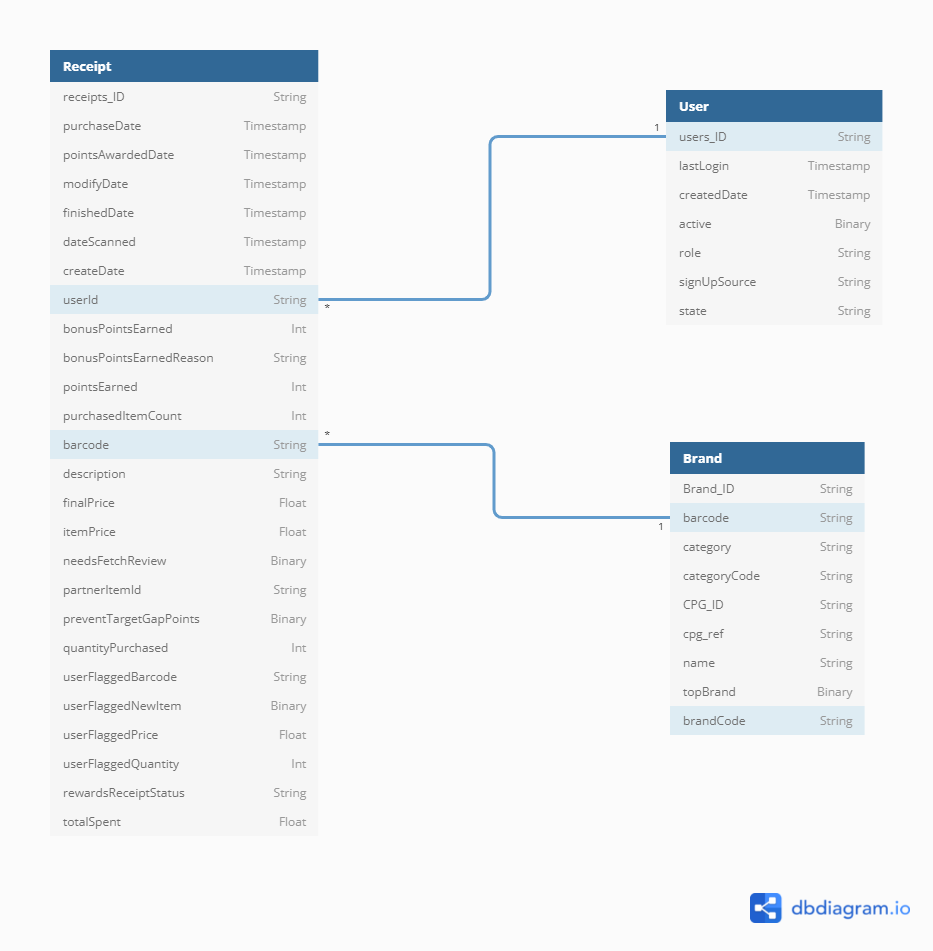 Receipt
receipts_ID String
purchaseDate Timestamp
pointsAwardedDate Timestamp
modifyDate Timestamp
finishedDate Timestamp
dateScanned Timestamp
createDate Timestamp
userId String
*
bonusPointsEarned Int
bonusPointsEarnedReason String
pointsEarned Int
purchasedItemCount Int
*
barcode String
description String
finalPrice Float
itemPrice Float
needsFetchReview Binary
partnerItemId String
preventTargetGapPoints Binary
quantityPurchased Int
userFlaggedBarcode String
userFlaggedNewItem Binary
userFlaggedPrice Float
userFlaggedQuantity Int
rewardsReceiptStatus String
totalSpent Float
User
1
users_ID String
lastLogin Timestamp
createdDate Timestamp
active Binary
role String
signUpSource String
state String
Brand
Brand_ID String
barcode String
1
category String
categoryCode String
CPG_ID String
cpg_ref String
name String
topBrand Binary
brandCode String
dbdiagram.io